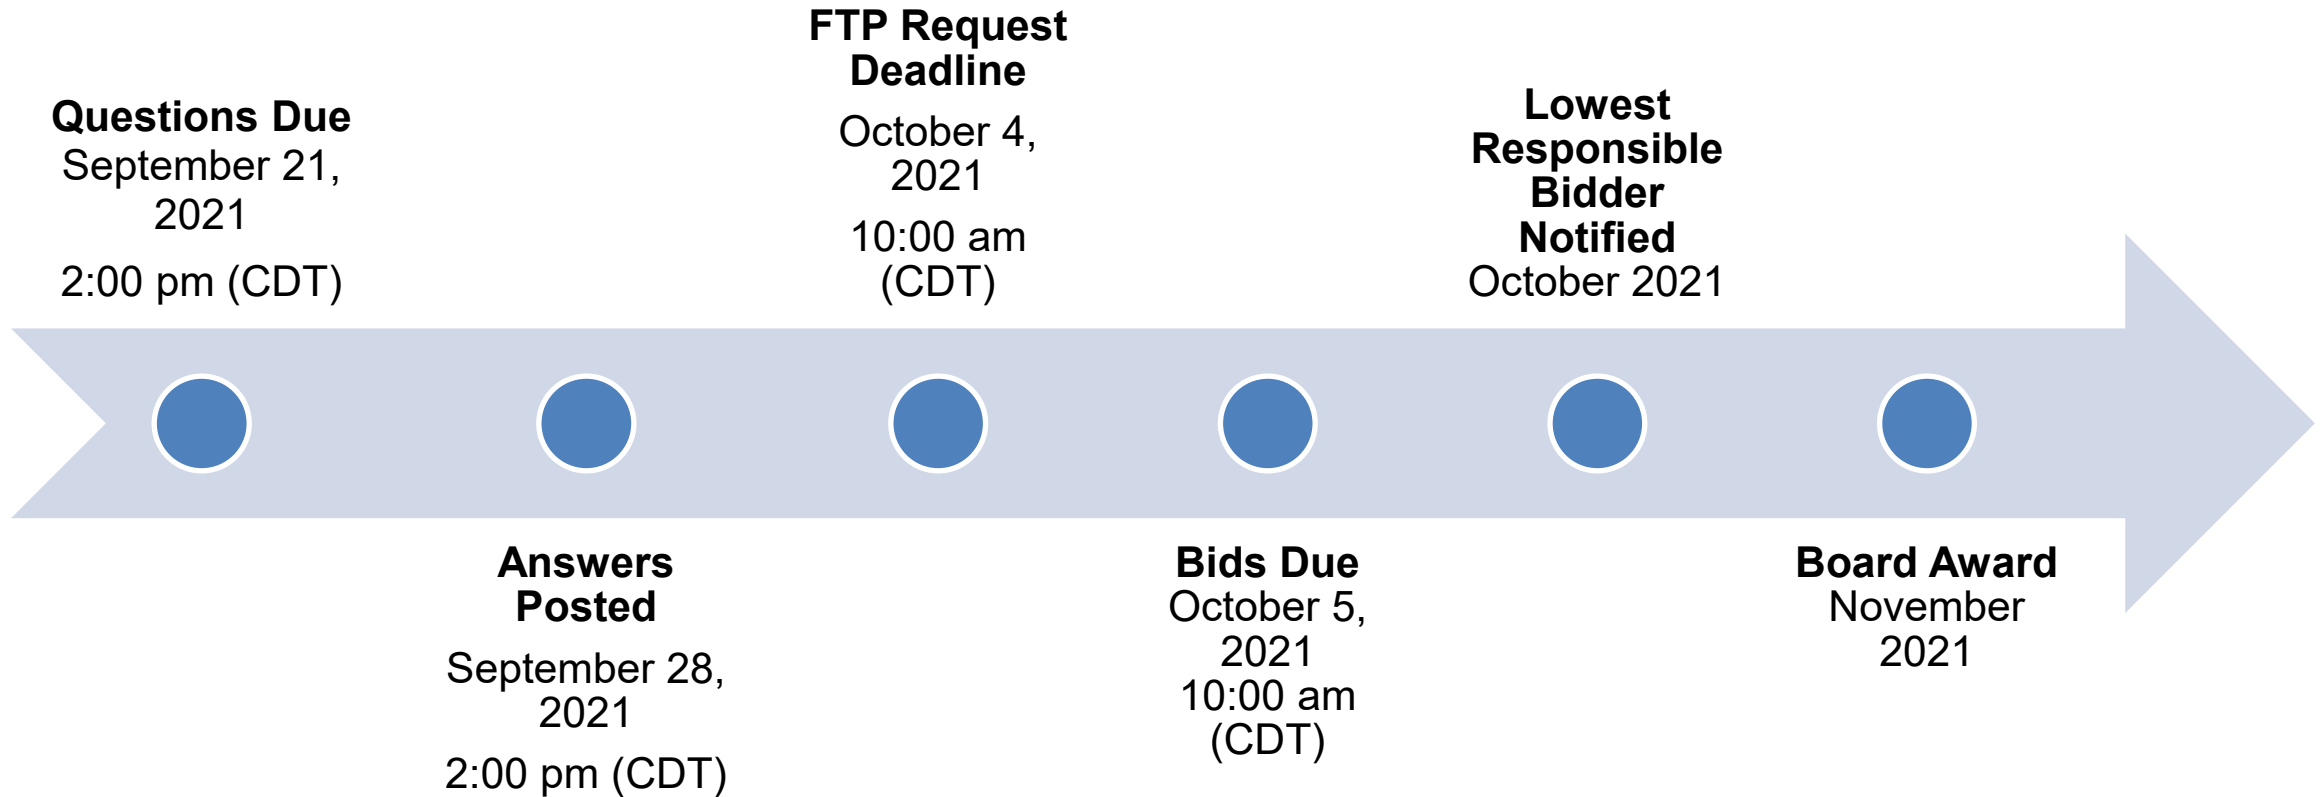 Questions Due
September 21,
2021
2:00 pm (CDT)
Answers
Posted
September 28,
2021
2:00 pm (CDT)
FTP Request
Deadline
October 4,
2021
10:00 am
(CDT)
Bids Due
October 5,
2021
10:00 am
(CDT)
Lowest
Responsible
Bidder
Notified
October 2021
Board Award
November
2021